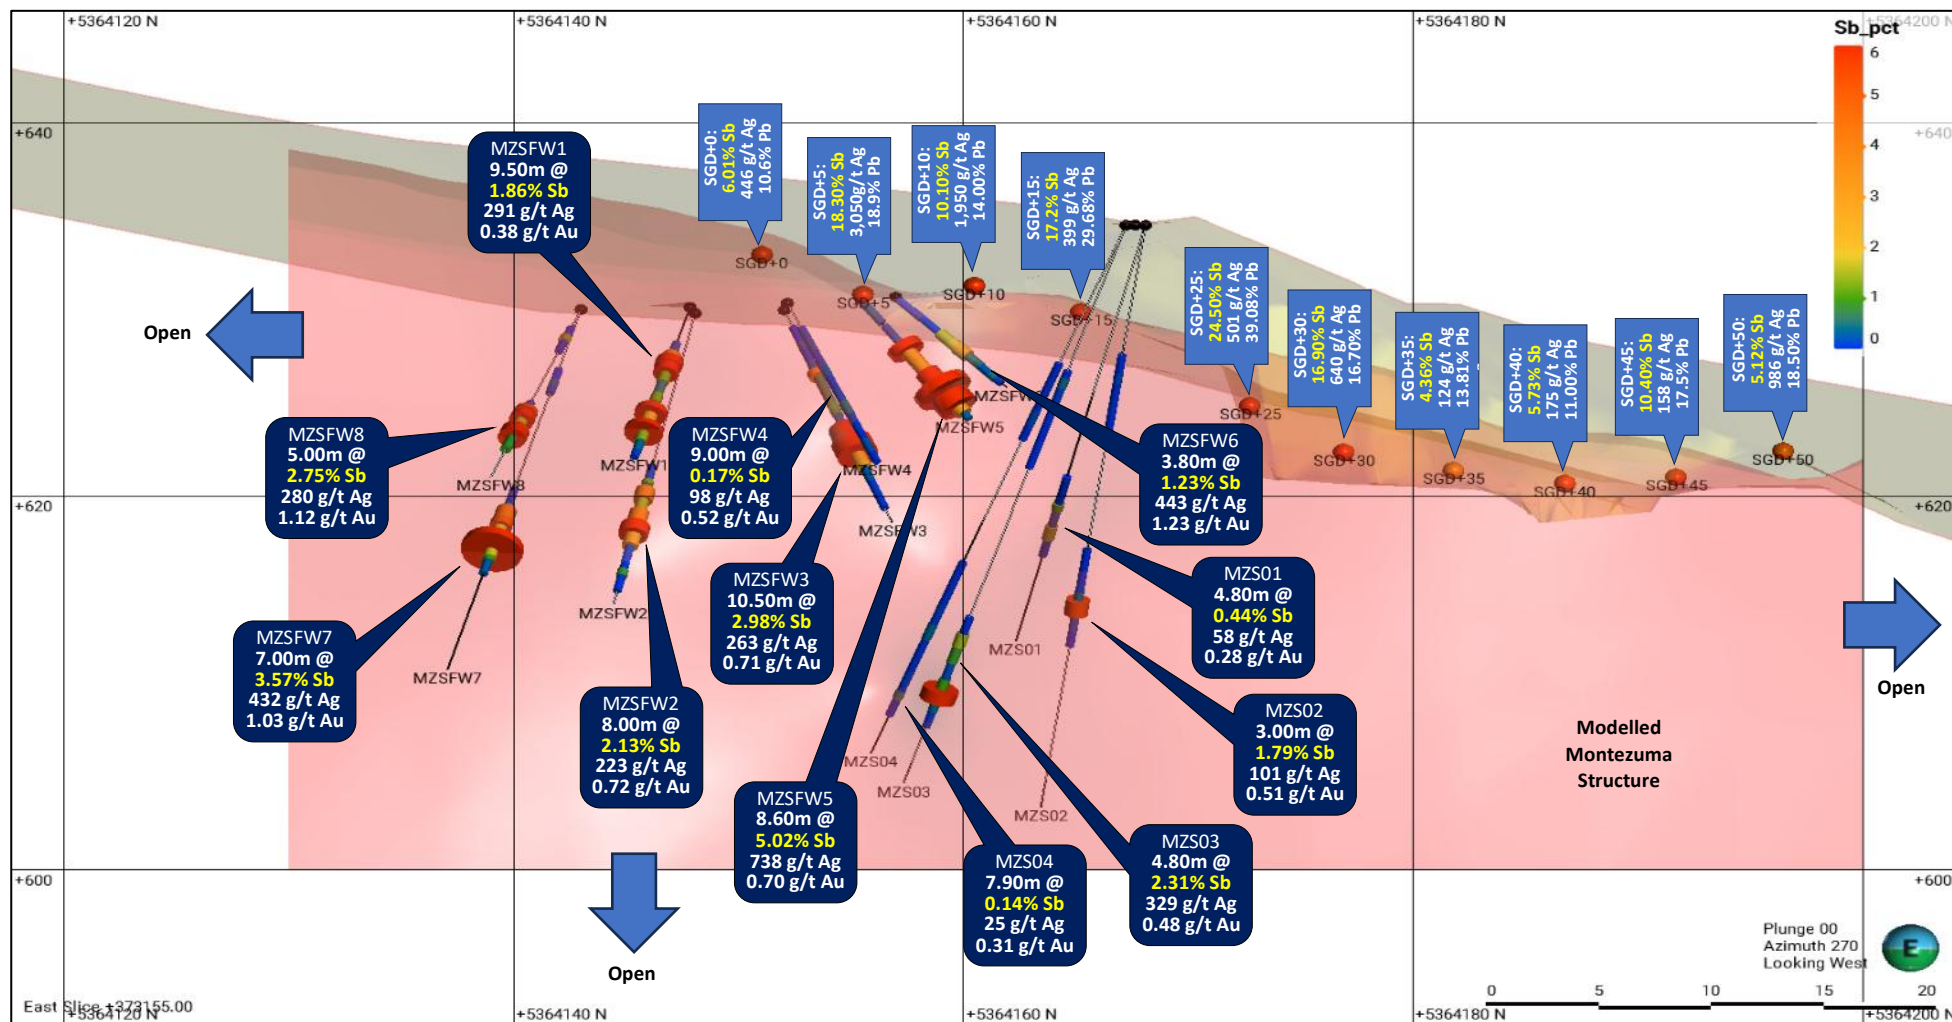 +5364120 N
+5364140 N
+5364160 N
+5364180 N
+5364200 N
Sb_pct
6
5
4
3
2
1
0
+640
+640
+620
+620
+600
+600
SGD+0:
6.01% Sb
446 g/t Ag
10.6% Pb
SGD+5:
18.30% Sb
3,050g/t Ag
18.9% Pb
SGD+10:
10.10% Sb
1,950 g/t Ag
14.00% Pb
SGD+15:
17.2% Sb
399 g/t Ag
29.68% Pb
SGD+25:
24.50% Sb
501 g/t Ag
39.08% Pb
SGD+30:
16.90% Sb
640 g/t Ag
16.70% Pb
SGD+35:
4.36% Sb
124 g/t Ag
13.81% Pb
SGD+40:
5.73% Sb
175 g/t Ag
11.00% Pb
SGD+45:
10.40% Sb
158 g/t Ag
17.5% Pb
SGD+50:
5.12% Sb
986 g/t Ag
18.50% Pb
SGD+0
SGD+5
SGD+10
SGD+15
SGD+25
SGD+30
SGD+35
SGD+40
SGD+45
SGD+50
MZSFW1
9.50m @
1.86% Sb
291 g/t Ag
0.38 g/t Au
Open
MZSFW8
5.00m @
2.75% Sb
280 g/t Ag
1.12 g/t Au
MZSFW4
9.00m @
0.17% Sb
98 g/t Ag
0.52 g/t Au
MZSFW6
3.80m @
1.23% Sb
443 g/t Ag
1.23 g/t Au
MZSFW8
MZSFW1
MZSFW4
MZSFW5
MZSFW3
MZSFW2
MZSFW7
MZS01
MZS04
MZS03
MZS02
MZSFW3
10.50m @
2.98% Sb
263 g/t Ag
0.71 g/t Au
MZS01
4.80m @
0.44% Sb
58 g/t Ag
0.28 g/t Au
MZSFW7
7.00m @
3.57% Sb
432 g/t Ag
1.03 g/t Au
MZSFW2
8.00m @
2.13% Sb
223 g/t Ag
0.72 g/t Au
MZS02
3.00m @
1.79% Sb
101 g/t Ag
0.51 g/t Au
Open
Modelled
Montezuma
Structure
MZSFW5
8.60m @
5.02% Sb
738 g/t Ag
0.70 g/t Au
MZS04
7.90m @
0.14% Sb
25 g/t Ag
0.31 g/t Au
MZS03
4.80m @
2.31% Sb
329 g/t Ag
0.48 g/t Au
Open
Plunge 00
Azimuth 270
Looking West
E
0
5
10
15
20
East Slice +373155.00
+5364120 N
+5364140 N
+5364160 N
+5364180 N
+5364200 N